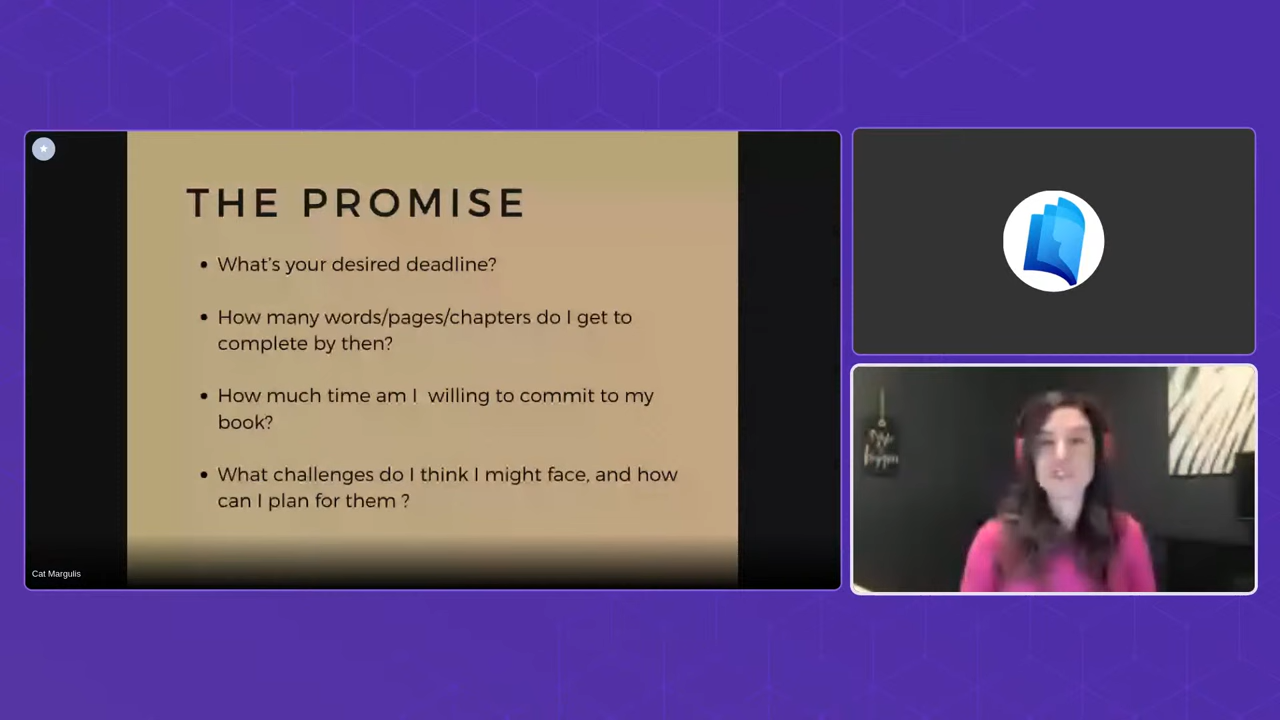 THE PROMISE
• What's your desired deadline?
• How many words/pages/chapters do I get to
complete by then?
• How much time am I  willing to commit to my
book?
• What challenges do I think I might face, and how
can I plan for them ?
Cat Margulis